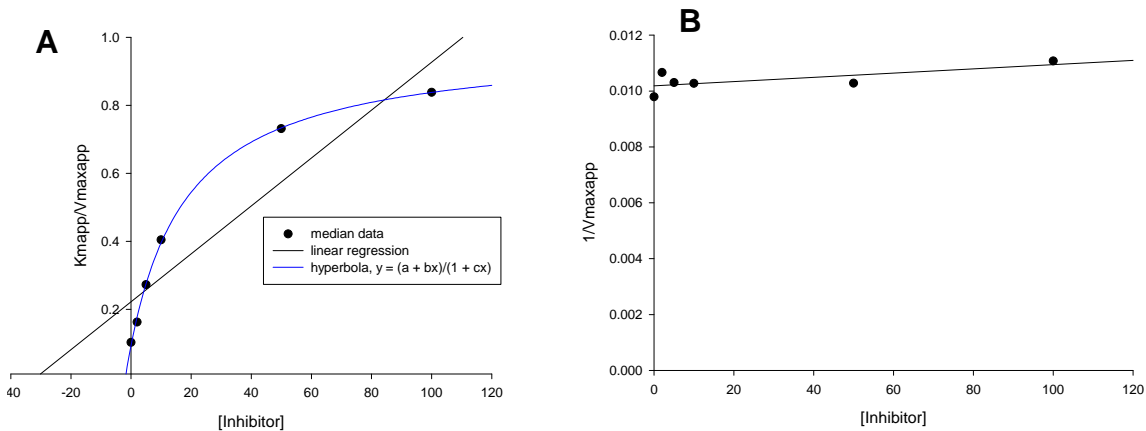 A
Kmapp/Vmaxapp
1.0
0.8
0.6
0.4
0.2
40 -20 0 20 40 60 80 100 120
[Inhibitor]
median data
linear regression
hyperbola, y = (a + bx)/(1 + cx)
B
1/Vmaxapp
0.012
0.010
0.008
0.006
0.004
0.002
0.000
0 20 40 60 80 100 120
[Inhibitor]